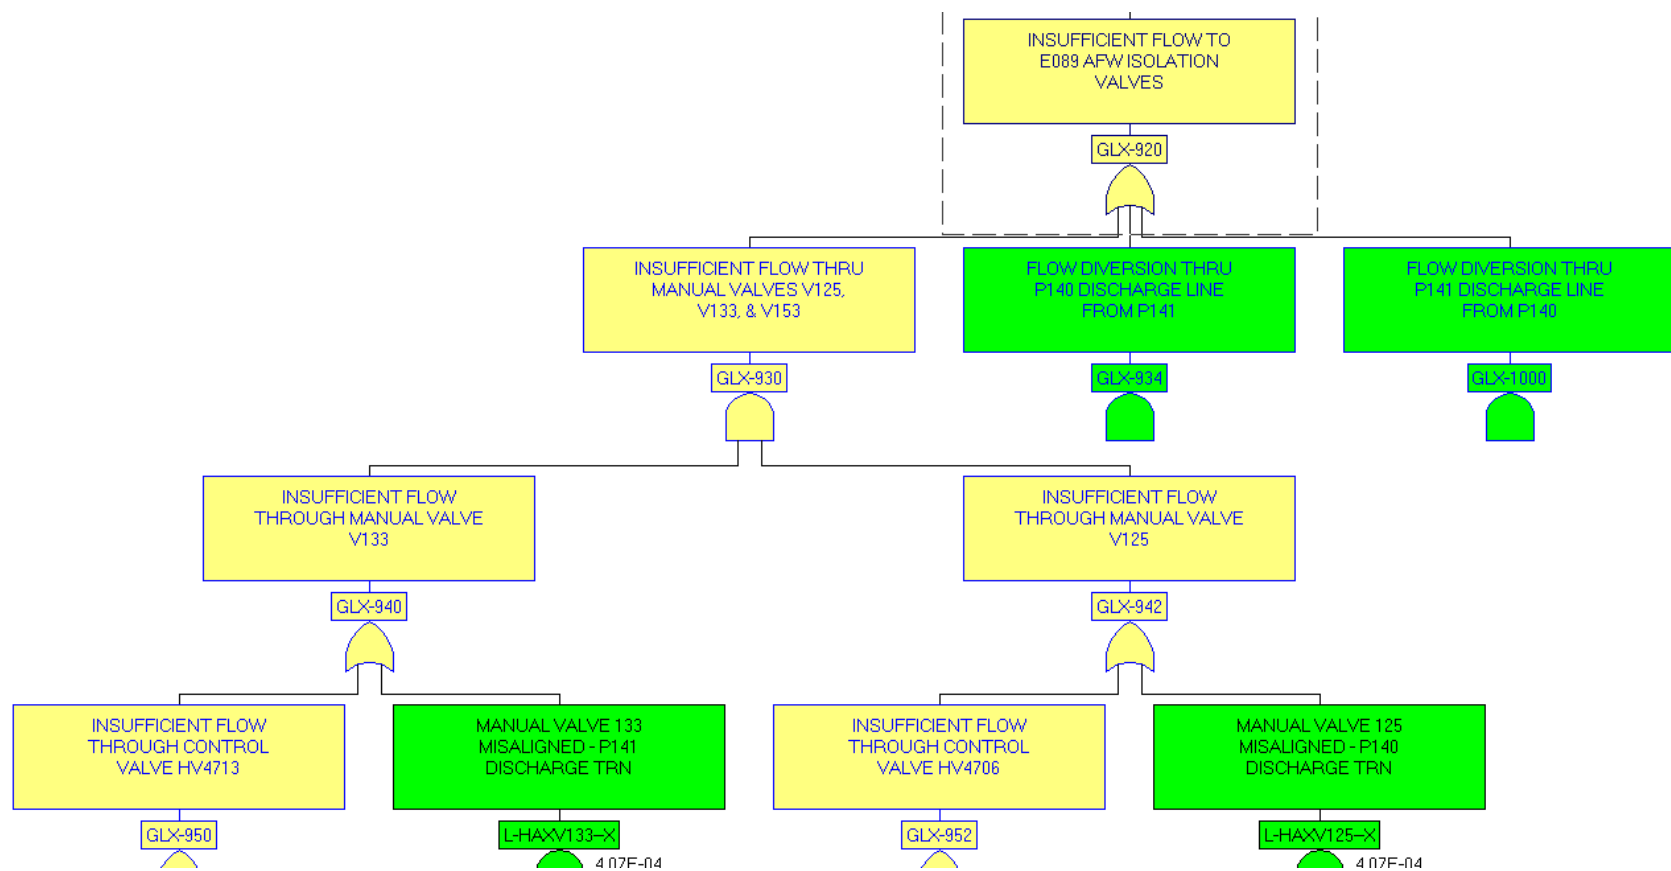 INSUFFICIENT FLOW TO
E089 AFW ISOLATION
VALVES
GLX-920
INSUFFICIENT FLOW THRU
MANUAL VALVES V125,
V133, & V153
GLX-930
FLOW DIVERSION THRU
P140 DISCHARGE LINE
FROM P141
GLX-934
FLOW DIVERSION THRU
P141 DISCHARGE LINE
FROM P140
GLX-1000
INSUFFICIENT FLOW
THROUGH MANUAL VALVE
V133
GLX-940
INSUFFICIENT FLOW
THROUGH MANUAL VALVE
V125
GLX-942
INSUFFICIENT FLOW
THROUGH CONTROL
VALVE HV4713
GLX-950
MANUAL VALVE 133
MISALIGNED - P141
DISCHARGE TRN
L-HAXV133--X
4.07E-04
INSUFFICIENT FLOW
THROUGH CONTROL
VALVE HV4706
GLX-952
MANUAL VALVE 125
MISALIGNED - P140
DISCHARGE TRN
L-HAXV125--X
4.07E-04